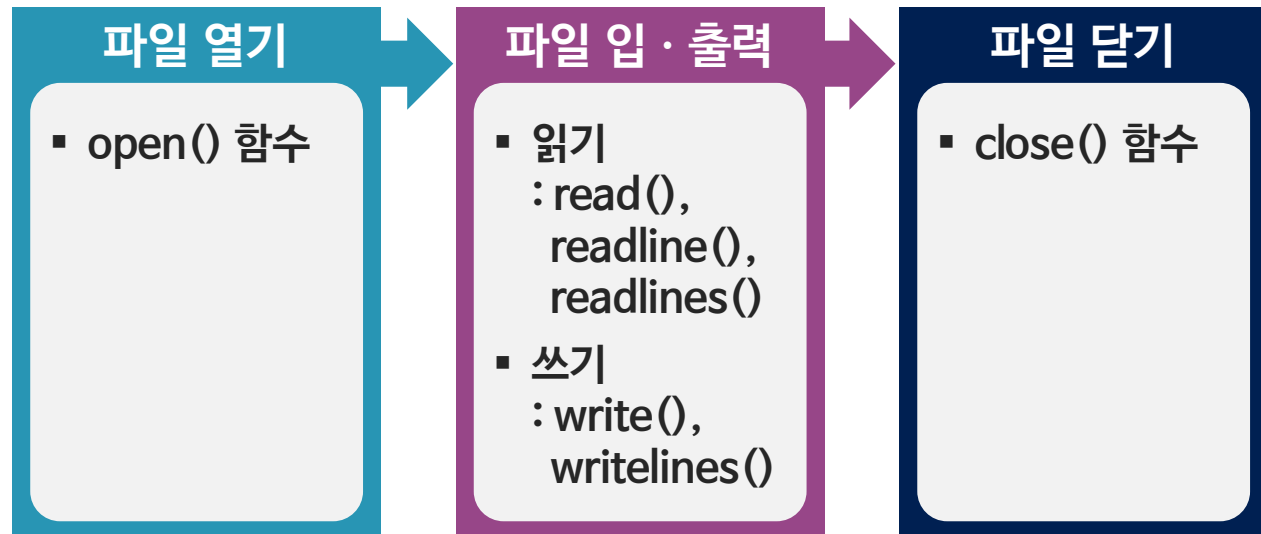 파일 열기
▪ open() 함수
파일 입 · 출력
▪ 읽기
: read(),
readline(),
readlines()
▪ 쓰기
: write(),
writelines()
파일 닫기
▪ close() 함수